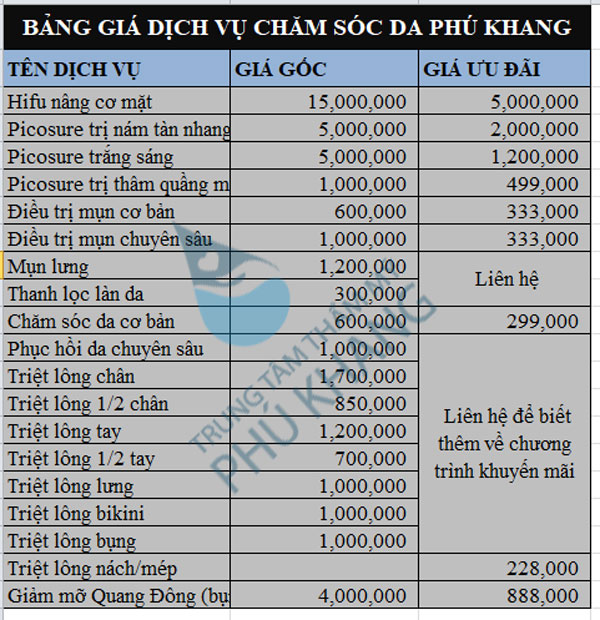 BẢNG GIÁ DỊCH VỤ CHĂM SÓC DA PHÚ KHANG
TÊN DỊCH VỤ GIÁ GỐC GIÁ ƯU ĐÃI
Hifu nâng cơ mặt 15,000,000 5,000,000
Picosure trị nám tàn nhang 5,000,000 2,000,000
Picosure trắng sáng 5,000,000 1,200,000
Picosure trị thâm quầng m 1,000,000 499,000
Điều trị mụn cơ bản 600,000 333,000
Điều trị mụn chuyên sâu 1,000,000 333,000
Mụn lưng 1,200,000
Liên hệ
Thanh lọc làn da 300,000
Chăm sóc da cơ bản 600,000 299,000
Phục hồi da chuyên sâu 1,000,000
Triệt lông chân 1,700,000
Triệt lông 1/2 chân 850,000
Triệt lông tay 1,200,000
Triệt lông 1/2 tay 700,000
Triệt lông lưng 1,000,000
Triệt lông bikini 1,000,000
Triệt lông bụng 1,000,000
Liên hệ để biết
thêm về chương
trình khuyến mãi
Triệt lông nách/mép 228,000
Giảm mỡ Quang Đông (bụ 4,000,000 888,000
TRUNG TÂM THẨM MỸ
PHÚ KHANG